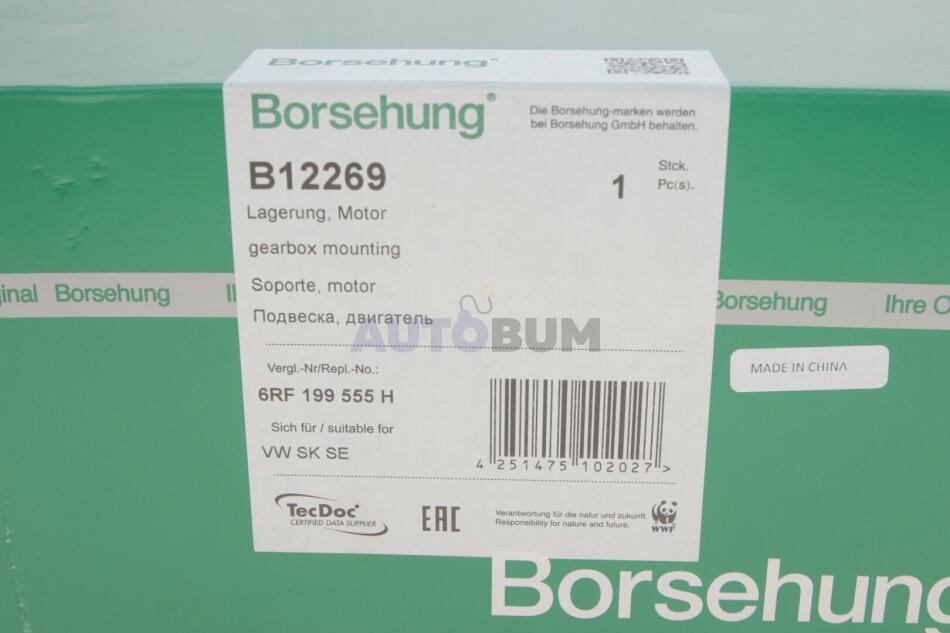 Borsehung®
Borsehung®
Die Borsehung-marken werden
bei Borsehung GmbH behalten.
B12269
1
Stck.
Pc(s).
Lagerung, Motor
gearbox mounting
Soporte, motor
Подвеска, двигатель
AUTOBUM
inal Borsehung
Borsehung Ihre O
MADE IN CHINA
Vergl.-Nr/Repl.-No.:
6RF 199 555 H
Sich für / suitable for
VW SK SE
4 251475 102027 >
TecDoc
CERTIFIED DATA SUPPLIER
EAC
Verantwortung für die natur und zukunft.
Responsibility for nature and future.
WWF
Borsehung